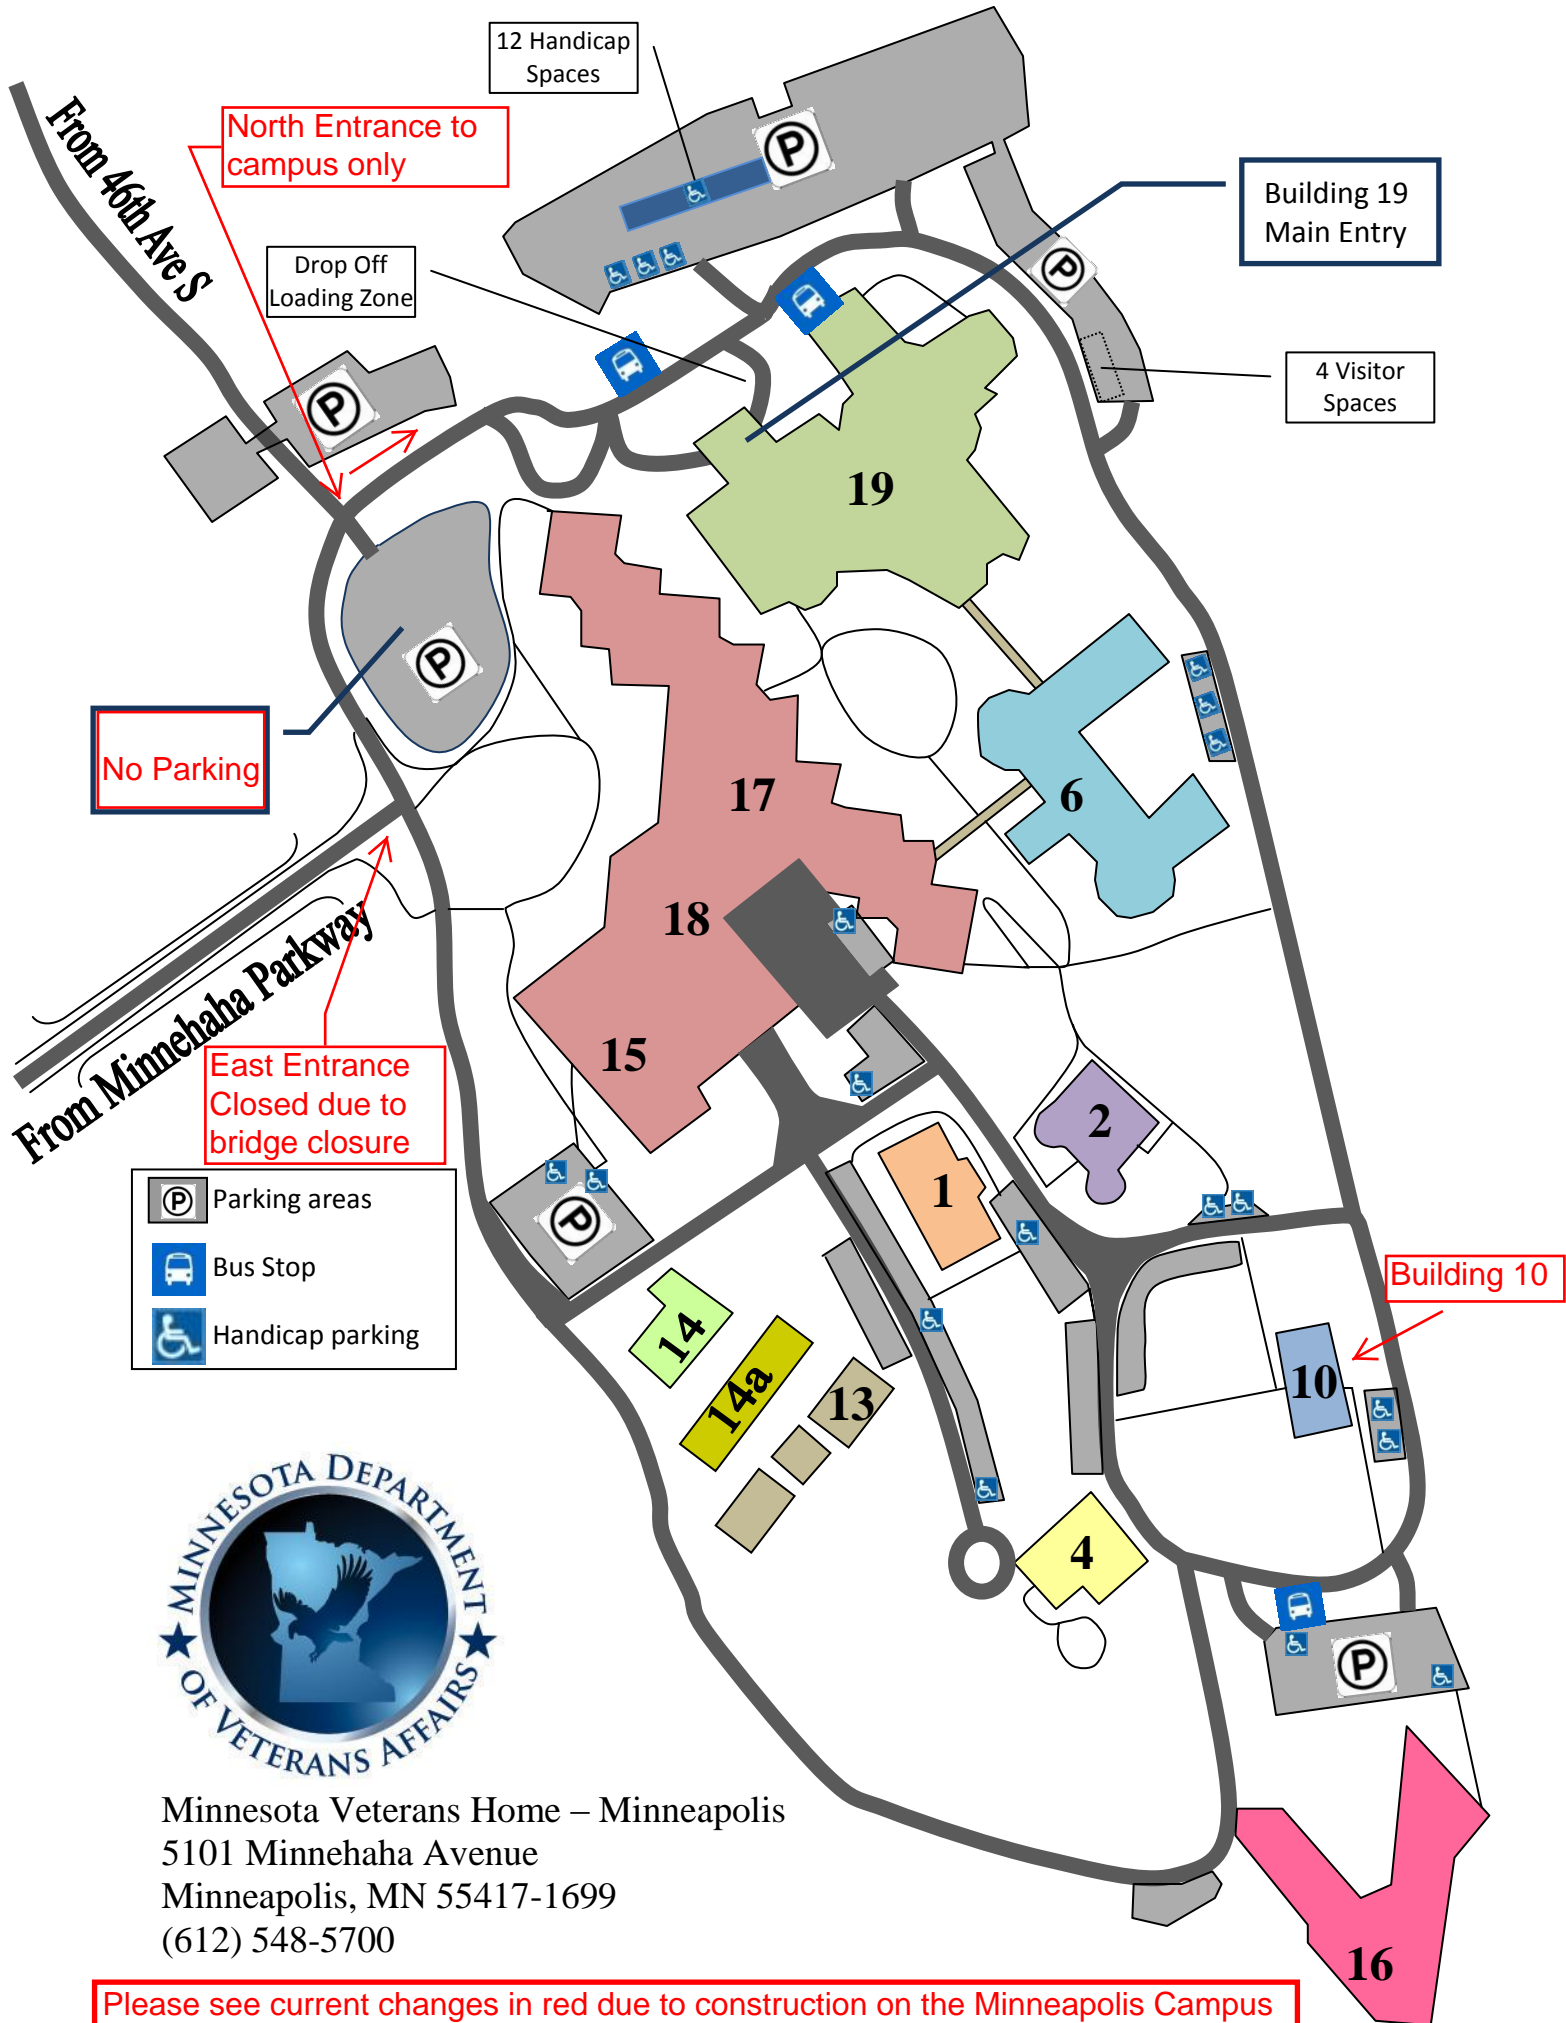 12 Handicap
Spaces
From 46th Ave S
North Entrance to
campus only
P
Building 19
Main Entry
Drop Off
Loading Zone
P
4 Visitor
Spaces
P
19
P
No Parking
17
6
18
From Minnehaha Parkway
15
East Entrance
Closed due to
bridge closure
2
1
P
P Parking areas
Bus Stop
Handicap parking
Building 10
14
14a
13
10
4
P
MINNESOTA DEPARTMENT
OF VETERANS AFFAIRS
Minnesota Veterans Home – Minneapolis
5101 Minnehaha Avenue
Minneapolis, MN 55417-1699
(612) 548-5700
16
Please see current changes in red due to construction on the Minneapolis Campus